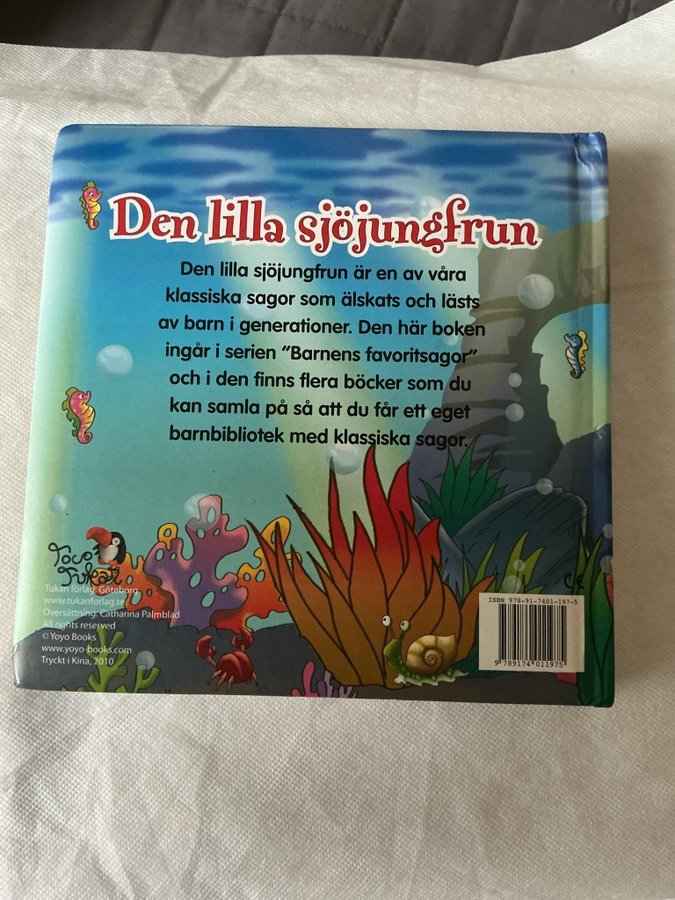 Den lilla sjöjungfrun
Den lilla sjöjungfrun är en av våra
klassiska sagor som älskats och lästs
av barn i generationer. Den här boken
ingår i serien "Barnens favoritsagor"
och i den finns flera böcker som du
kan samla på så att du får ett eget
barnbibliotek med klassiska sagor.
Toco
Tukan
Tukan förlag, Göteborg
www.tukanforlag.se
Översättning: Catharina Palmblad
All rights reserved
© Yoyo Books
www.yoyo-books.com
Tryckt i Kina, 2010
ISBN 978-91-7401-197-5
9 789174 011975